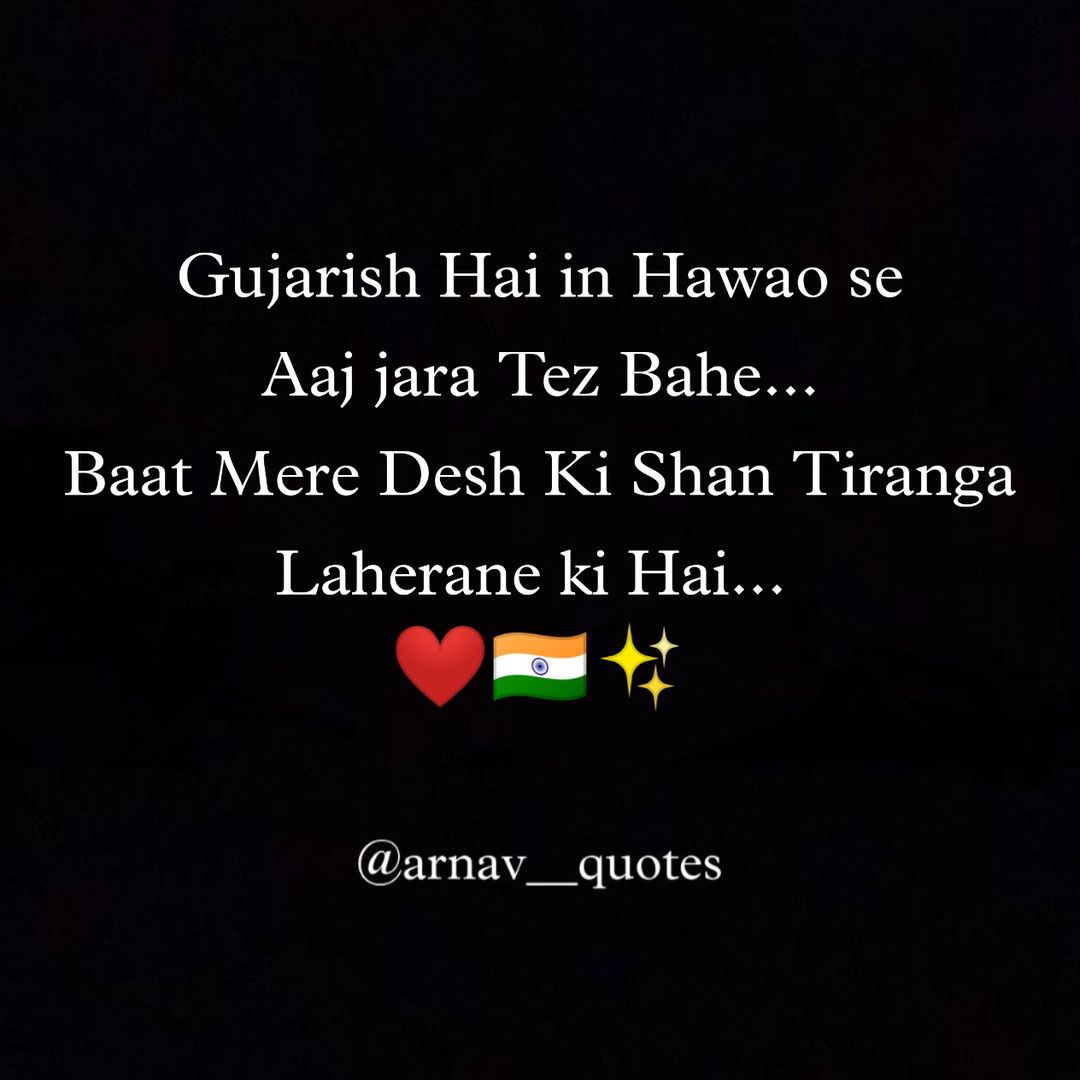 Gujarish Hai in Hawao se
Aaj jara Tez Bahe...
Baat Mere Desh Ki Shan Tiranga
Laherane ki Hai...
❤️🇮🇳✨
@arnav__quotes